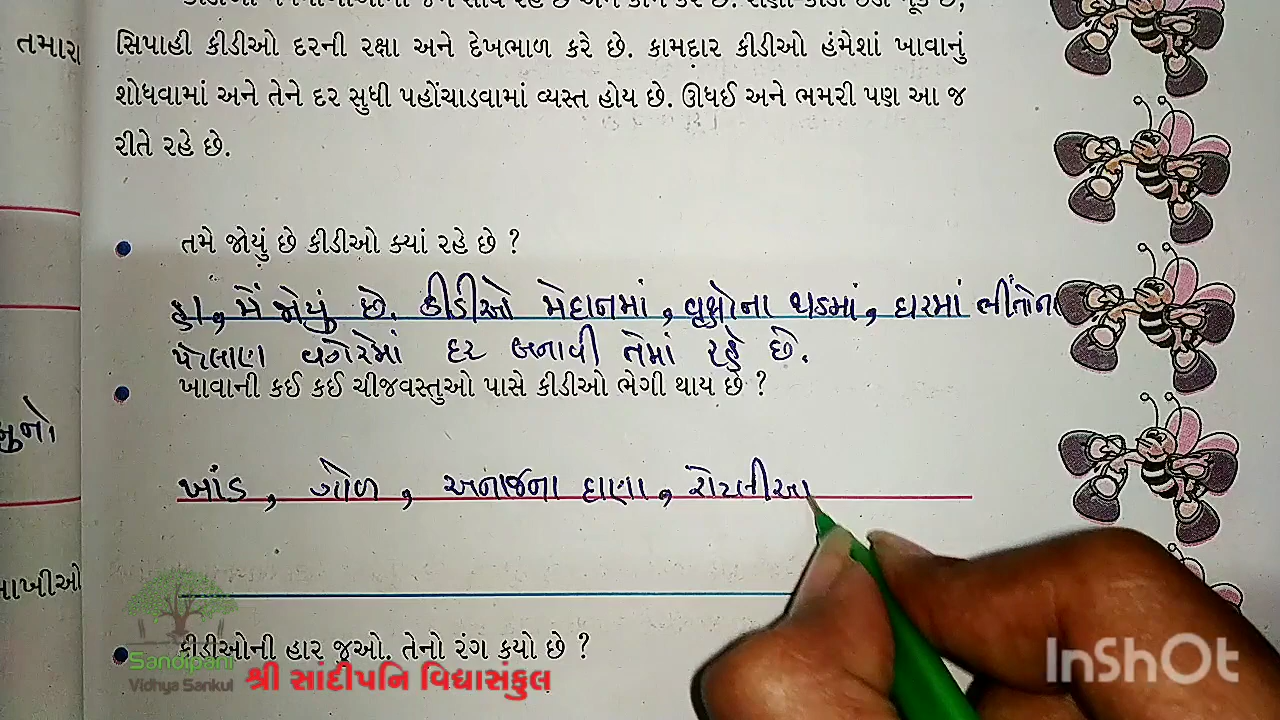 તમારા
સિપાહી કીડીઓ દરની રક્ષા અને દેખભાળ કરે છે. કામદાર કીડીઓ હંમેશાં ખાવાનું
શોધવામાં અને તેને દર સુધી પહોંચાડવામાં વ્યસ્ત હોય છે. ઊધઈ અને ભમરી પણ આ જ
રીતે રહે છે.
તમે જોયું છે કીડીઓ ક્યાં રહે છે ?
હા, મેં જોયું છે. કીડીઓ મેદાનમાં, વૃક્ષોના થડમાં, ઘરમાં ભીંતોના
પોલાણ વગેરેમાં દર બનાવી તેમાં રહે છે.
ખાવાની કઈ કઈ ચીજવસ્તુઓ પાસે કીડીઓ ભેગી થાય છે ?
ખાંડ, ગોળ, અનાજના દાણા, રોટલીઆ
કીડીઓની હાર જૂઓ. તેનો રંગ કયો છે ?
Sandipani
Vidhya Sankul
શ્રી સાંદીપનિ વિદ્યાસંકુલ
InShOt